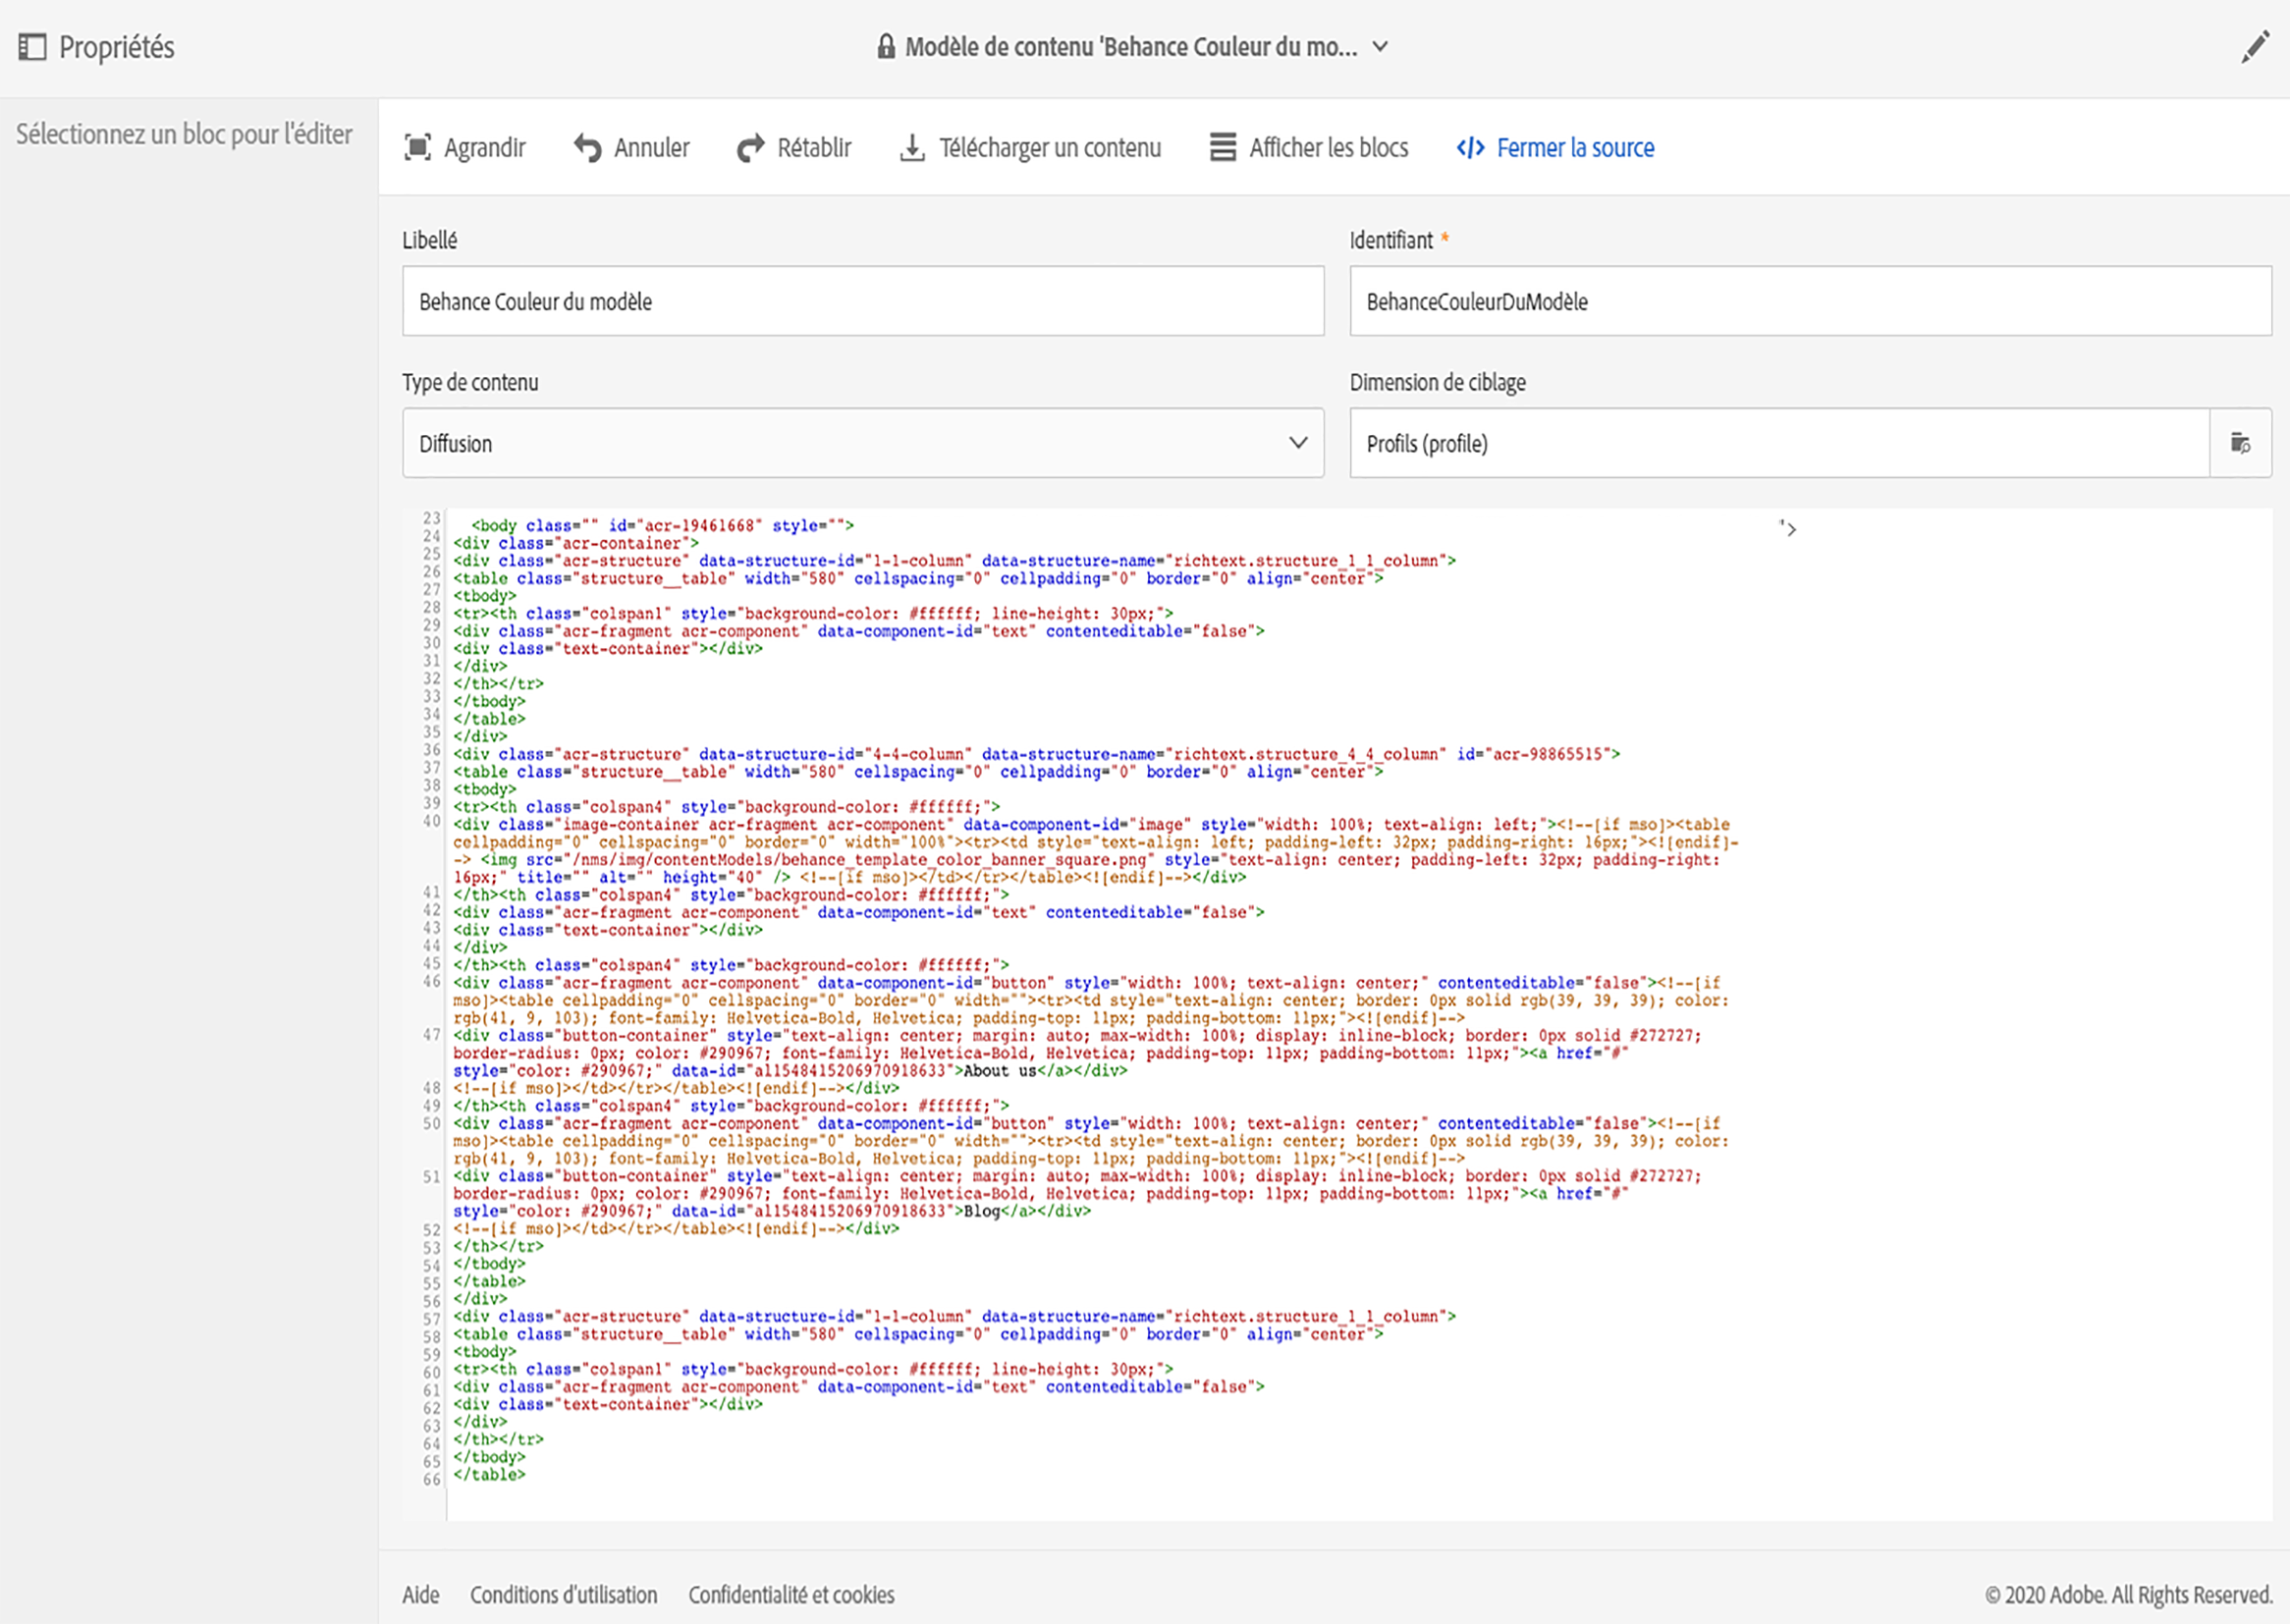 Propriétés
Modèle de contenu 'Behance Couleur du mo...
Sélectionnez un bloc pour l'éditer
Agrandir Annuler Rétablir Télécharger un contenu Afficher les blocs </> Fermer la source
Libellé Identifiant *
Behance Couleur du modèle BehanceCouleurDuModèle
Type de contenu Dimension de ciblage
Diffusion Profils (profile)
23 <body class="" id="acr-19461668" style=""> '>
24 <div class="acr-container">
25 <div class="acr-structure" data-structure-id="1-1-column" data-structure-name="richtext.structure_1_1_column">
26 <table class="structure__table" width="580" cellspacing="0" cellpadding="0" border="0" align="center">
27 <tbody>
28 <tr><th class="colspan1" style="background-color: #ffffff; line-height: 30px;">
29 <div class="acr-fragment acr-component" data-component-id="text" contenteditable="false">
30 <div class="text-container"></div>
31 </div>
32 </th></tr>
33 </tbody>
34 </table>
35 </div>
36 <div class="acr-structure" data-structure-id="4-4-column" data-structure-name="richtext.structure_4_4_column" id="acr-98865515">
37 <table class="structure__table" width="580" cellspacing="0" cellpadding="0" border="0" align="center">
38 <tbody>
39 <tr><th class="colspan4" style="background-color: #ffffff;">
40 <div class="image-container acr-fragment acr-component" data-component-id="image" style="width: 100%; text-align: left;"><!--[if mso]><table
cellpadding="0" cellspacing="0" border="0" width="100%"><tr><td style="text-align: left; padding-left: 32px; padding-right: 16px;"><![endif]-
-> <img src="/nms/img/contentModels/behance_template_color_banner_square.png" style="text-align: center; padding-left: 32px; padding-right:
16px;" title="" alt="" height="40" /> <!--[if mso]></td></tr></table><![endif]--></div>
41 </th><th class="colspan4" style="background-color: #ffffff;">
42 <div class="acr-fragment acr-component" data-component-id="text" contenteditable="false">
43 <div class="text-container"></div>
44 </div>
45 </th><th class="colspan4" style="background-color: #ffffff;">
46 <div class="acr-fragment acr-component" data-component-id="button" style="width: 100%; text-align: center;" contenteditable="false"><!--[if
mso]><table cellpadding="0" cellspacing="0" border="0" width=""><tr><td style="text-align: center; border: 0px solid rgb(39, 39, 39); color:
rgb(41, 9, 103); font-family: Helvetica-Bold, Helvetica; padding-top: 11px; padding-bottom: 11px;"><![endif]-->
47 <div class="button-container" style="text-align: center; margin: auto; max-width: 100%; display: inline-block; border: 0px solid #272727;
border-radius: 0px; color: #290967; font-family: Helvetica-Bold, Helvetica; padding-top: 11px; padding-bottom: 11px;"><a href="#"
style="color: #290967;" data-id="a11548415206970918633">About us</a></div>
48 <!--[if mso]></td></tr></table><![endif]--></div>
49 </th><th class="colspan4" style="background-color: #ffffff;">
50 <div class="acr-fragment acr-component" data-component-id="button" style="width: 100%; text-align: center;" contenteditable="false"><!--[if
mso]><table cellpadding="0" cellspacing="0" border="0" width=""><tr><td style="text-align: center; border: 0px solid rgb(39, 39, 39); color:
rgb(41, 9, 103); font-family: Helvetica-Bold, Helvetica; padding-top: 11px; padding-bottom: 11px;"><![endif]-->
51 <div class="button-container" style="text-align: center; margin: auto; max-width: 100%; display: inline-block; border: 0px solid #272727;
border-radius: 0px; color: #290967; font-family: Helvetica-Bold, Helvetica; padding-top: 11px; padding-bottom: 11px;"><a href="#"
style="color: #290967;" data-id="a11548415206970918633">Blog</a></div>
52 <!--[if mso]></td></tr></table><![endif]--></div>
53 </th></tr>
54 </tbody>
55 </table>
56 </div>
57 <div class="acr-structure" data-structure-id="1-1-column" data-structure-name="richtext.structure_1_1_column">
58 <table class="structure__table" width="580" cellspacing="0" cellpadding="0" border="0" align="center">
59 <tbody>
60 <tr><th class="colspan1" style="background-color: #ffffff; line-height: 30px;">
61 <div class="acr-fragment acr-component" data-component-id="text" contenteditable="false">
62 <div class="text-container"></div>
63 </div>
64 </th></tr>
65 </tbody>
66 </table>
Aide Conditions d'utilisation Confidentialité et cookies © 2020 Adobe. All Rights Reserved.